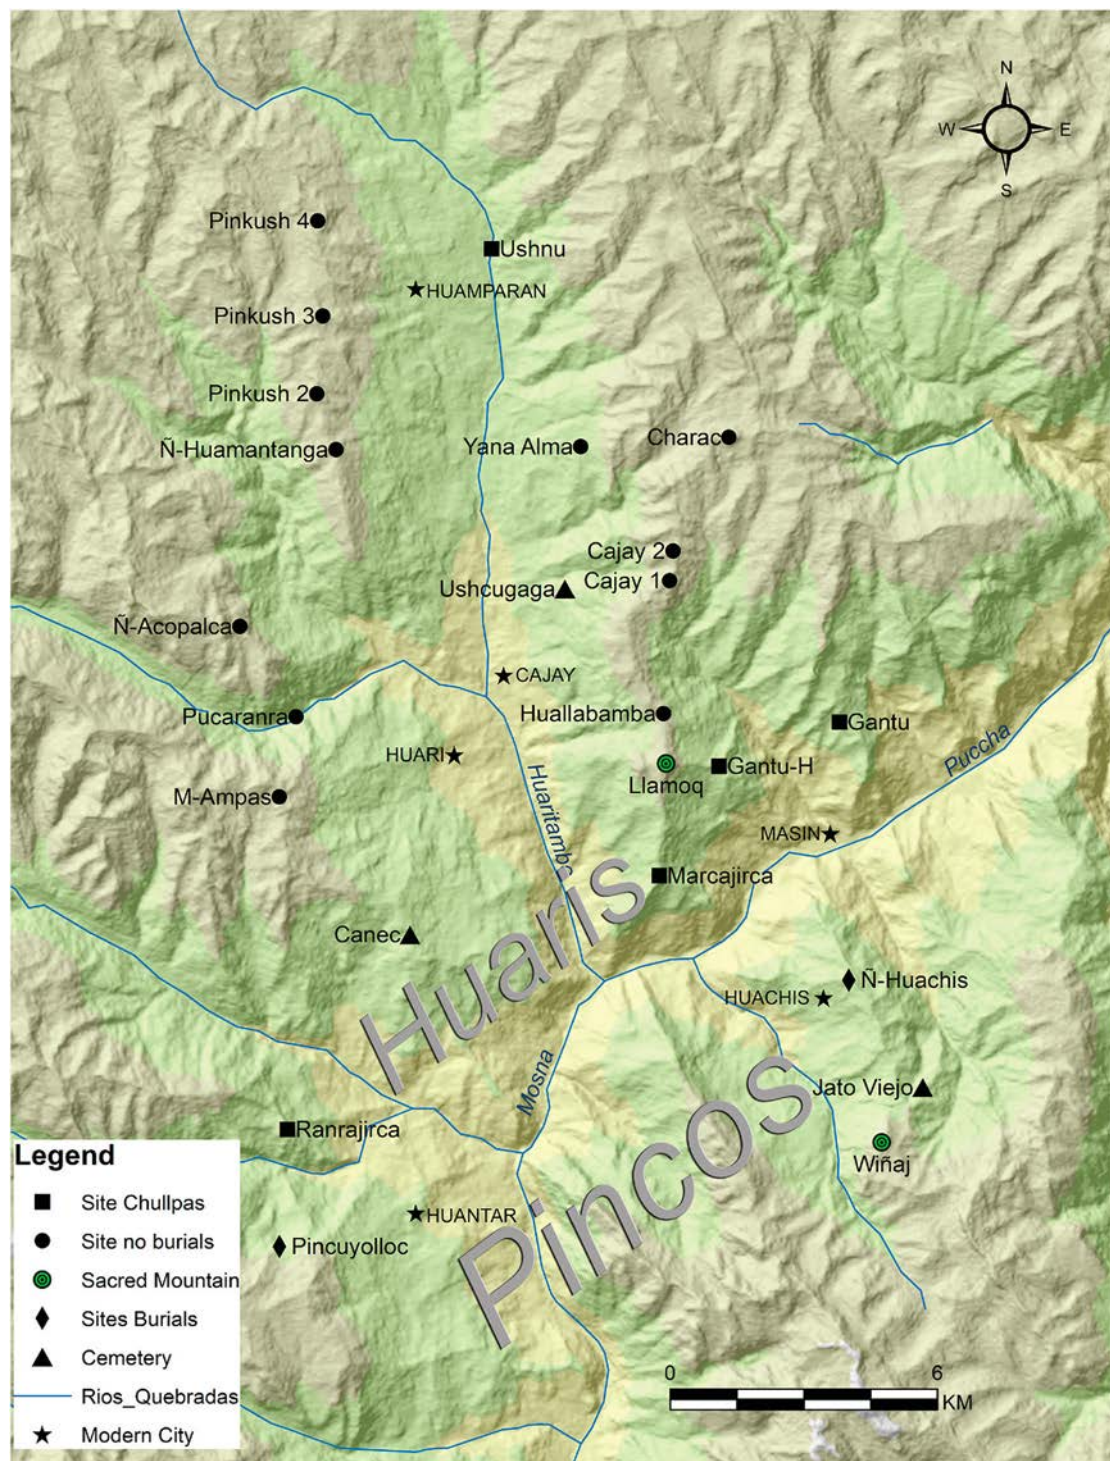 N
W E
S
Pinkush 4
Ushnu
HUAMPARAN
Pinkush 3
Pinkush 2
Ñ-Huamantanga
Yana Alma
Charac
Cajay 2
Cajay 1
Ushcugaga
Ñ-Acopalca
CAJAY
Pucaranra
Huallabamba
Gantu
HUARI
Puccha
Llamoq
Gantu-H
M-Ampas
Huaritambo
MASIN
Marcajirca
Huaris
Canec
Ñ-Huachis
HUACHIS
Mosna
Jato Viejo
Pincos
Ranrajirca
Wiñaj
HUANTAR
Pincuyolloc
Legend
Site Chullpas
Site no burials
Sacred Mountain
Sites Burials
Cemetery
Rios_Quebradas
Modern City
0 6
KM